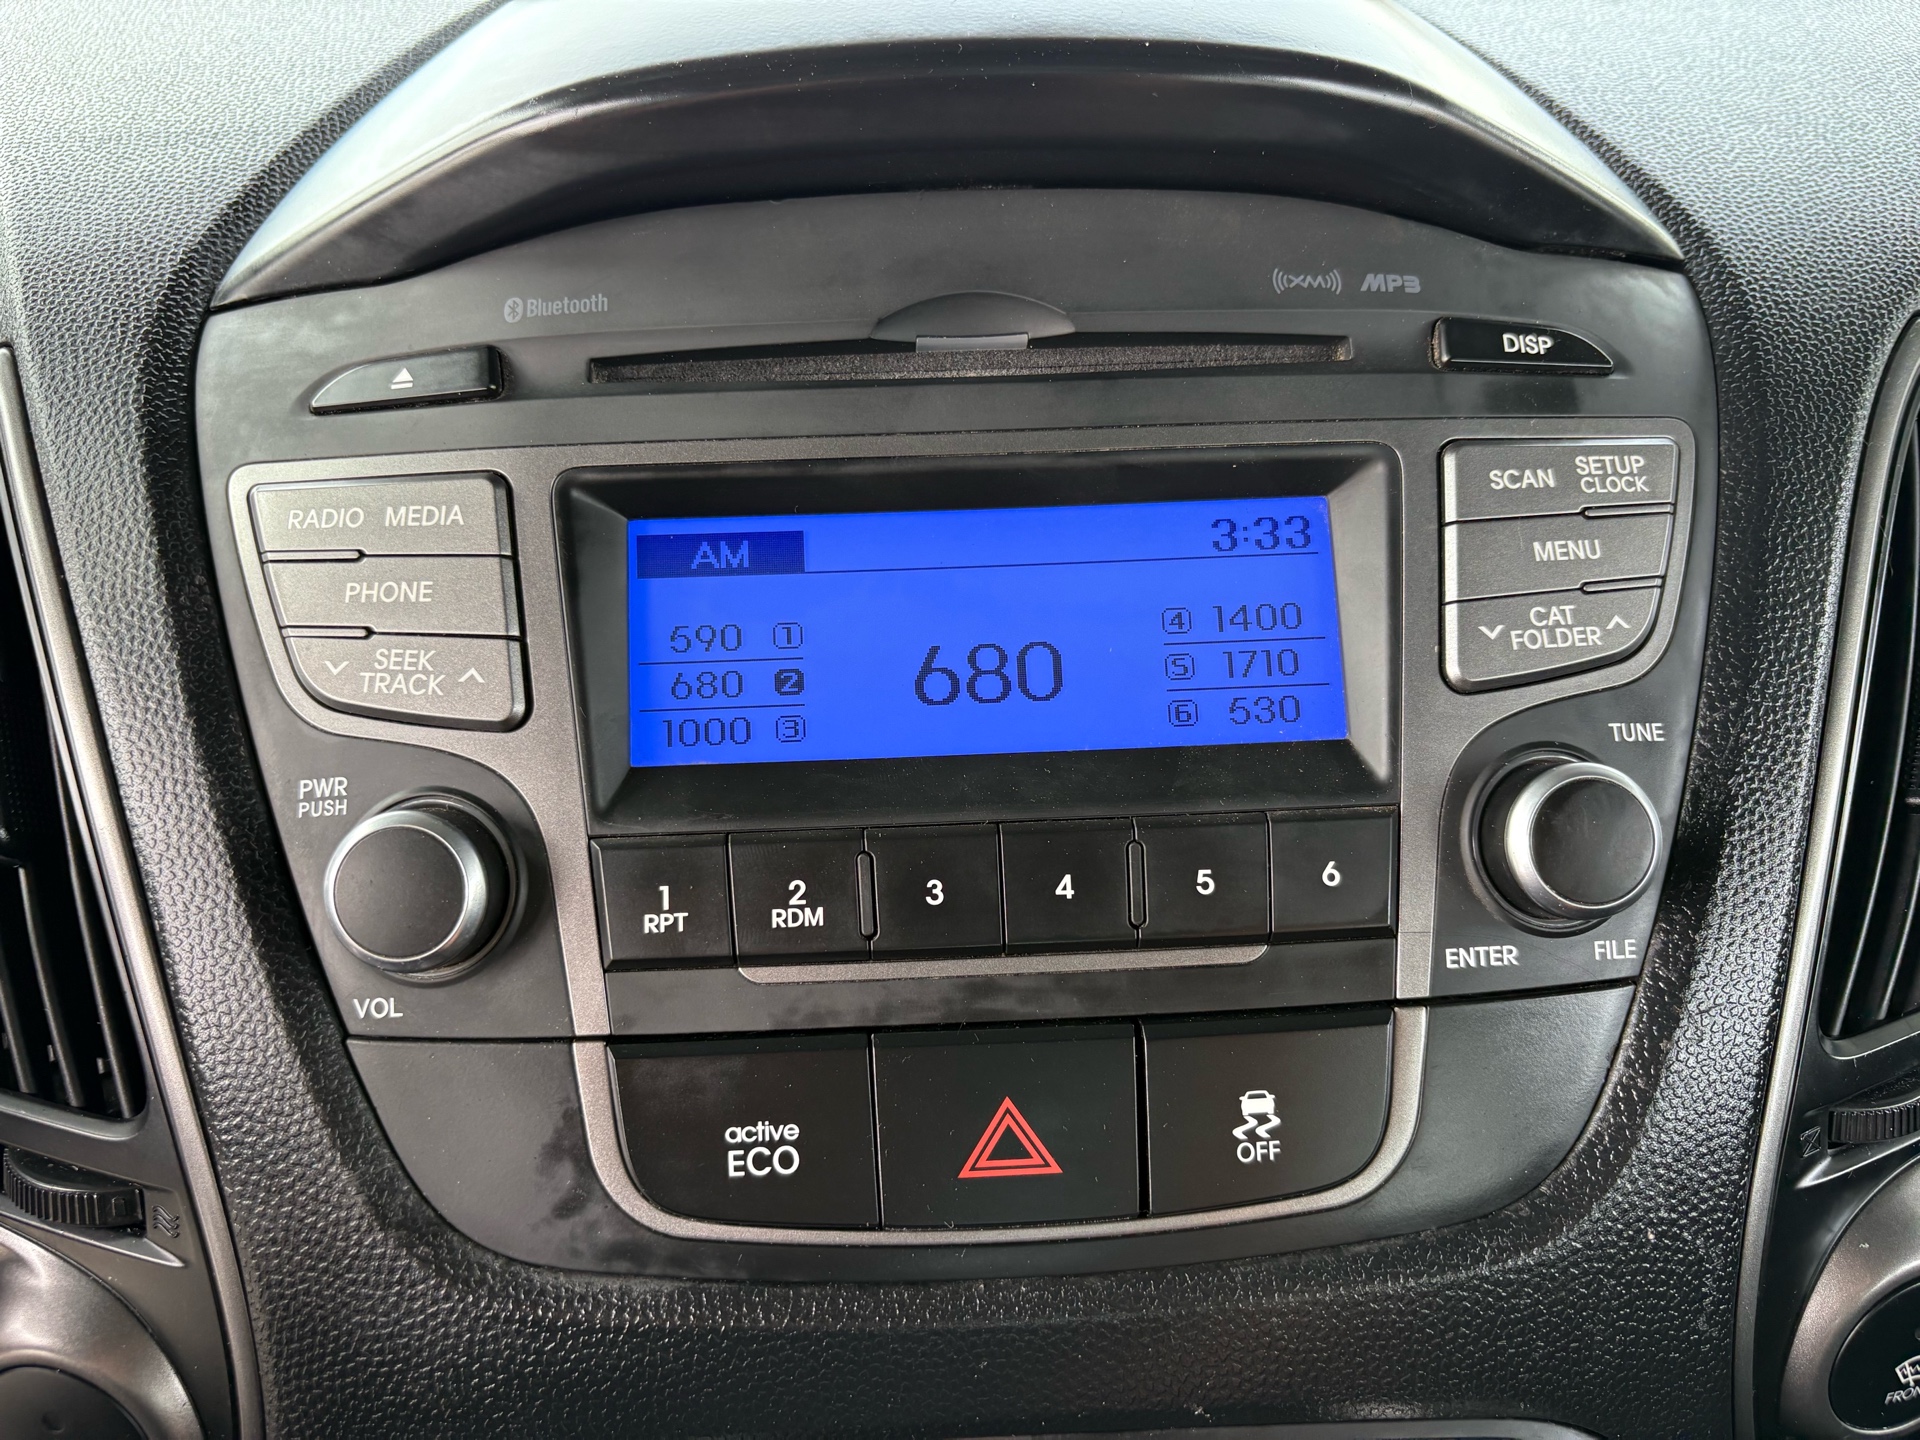 Bluetooth
((XM)) MP3
DISP
RADIO MEDIA
SCAN SETUP
CLOCK
PHONE
MENU
SEEK
TRACK
CAT
FOLDER
AM 3:33
590 1
680 2
1000 3
680
4 1400
5 1710
6 530
PWR
PUSH
VOL
TUNE
ENTER FILE
1
RPT
2
RDM
3
4
5
6
active
ECO
OFF